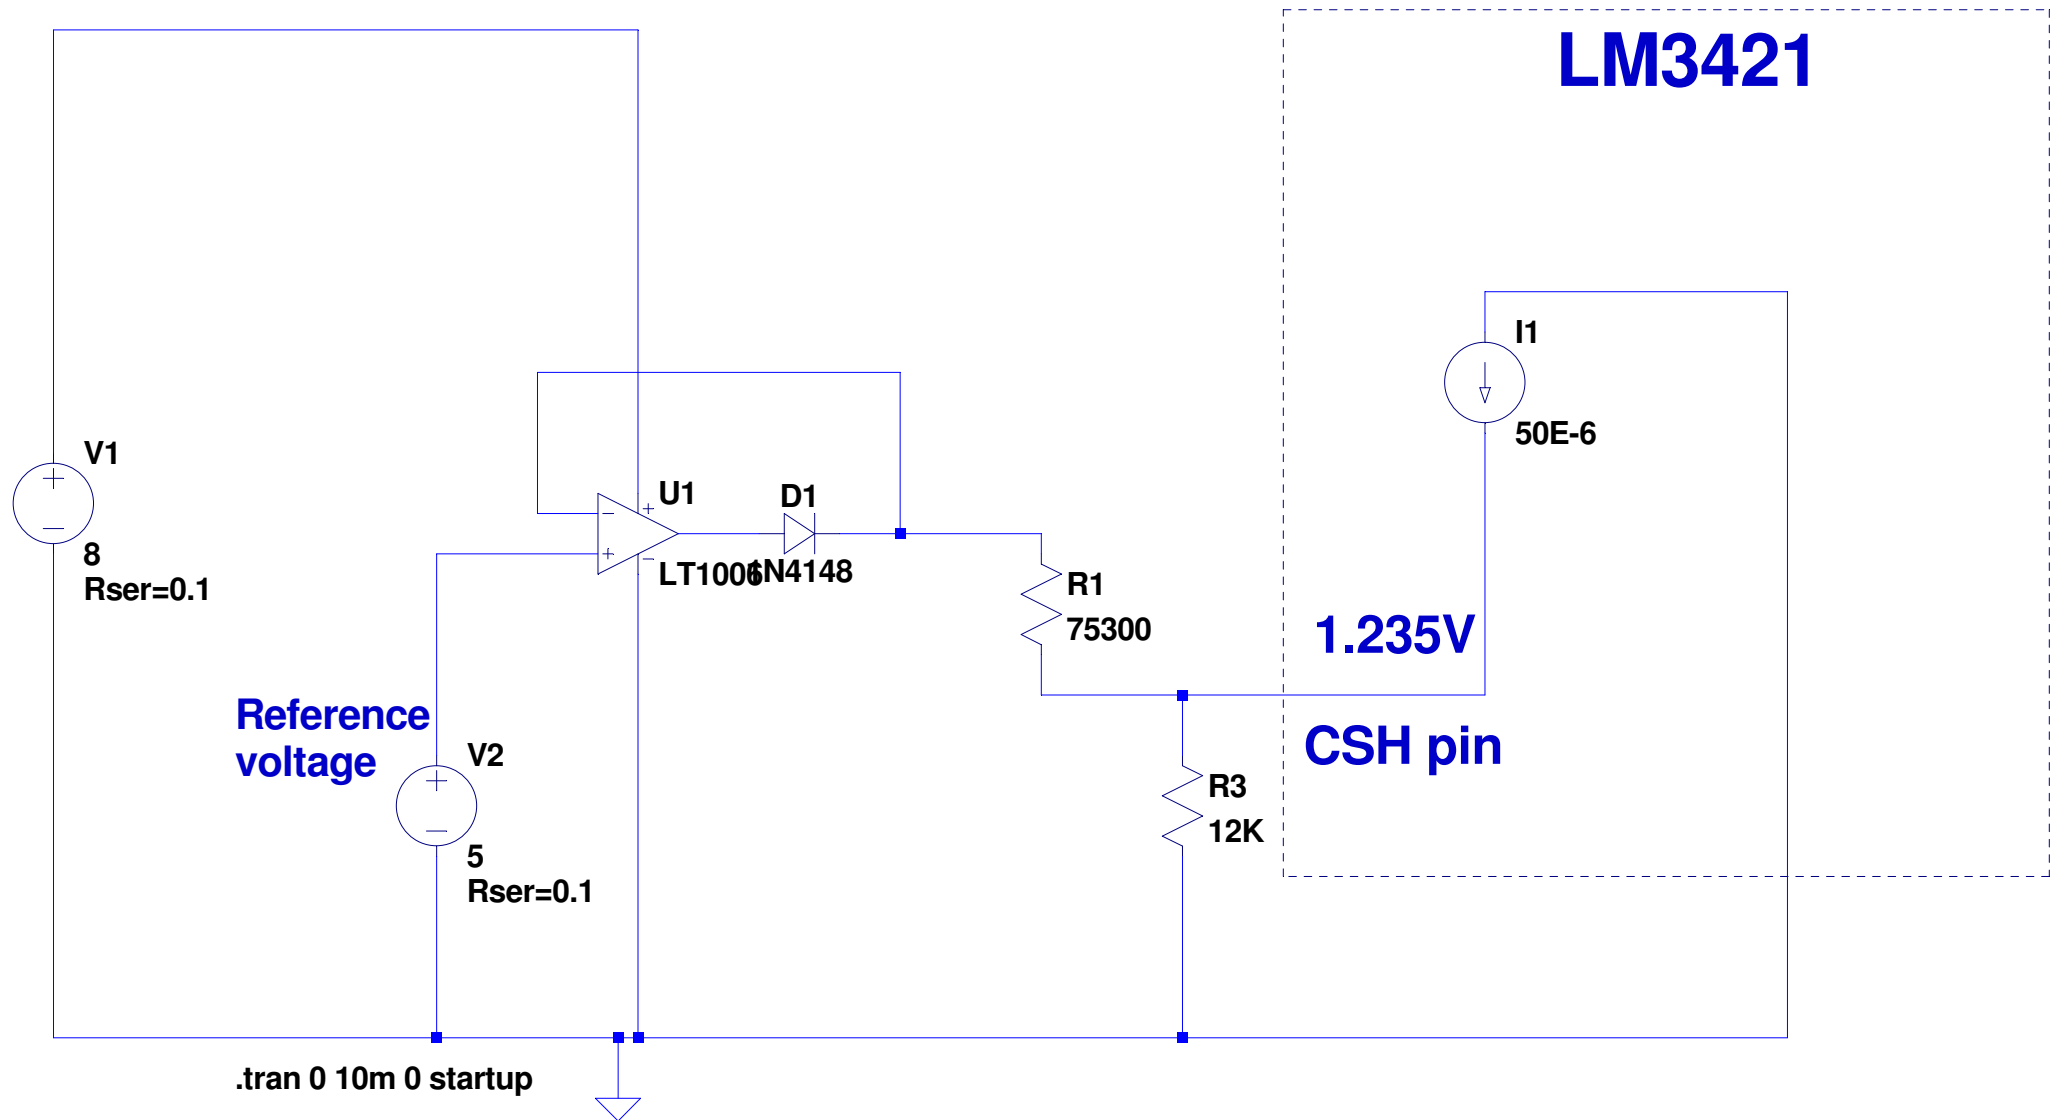 LM3421
I1
50E-6
V1
8
Rser=0.1
U1
LT1006
D1
1N4148
R1
75300
1.235V
CSH pin
Reference
voltage
V2
5
Rser=0.1
R3
12K
.tran 0 10m 0 startup